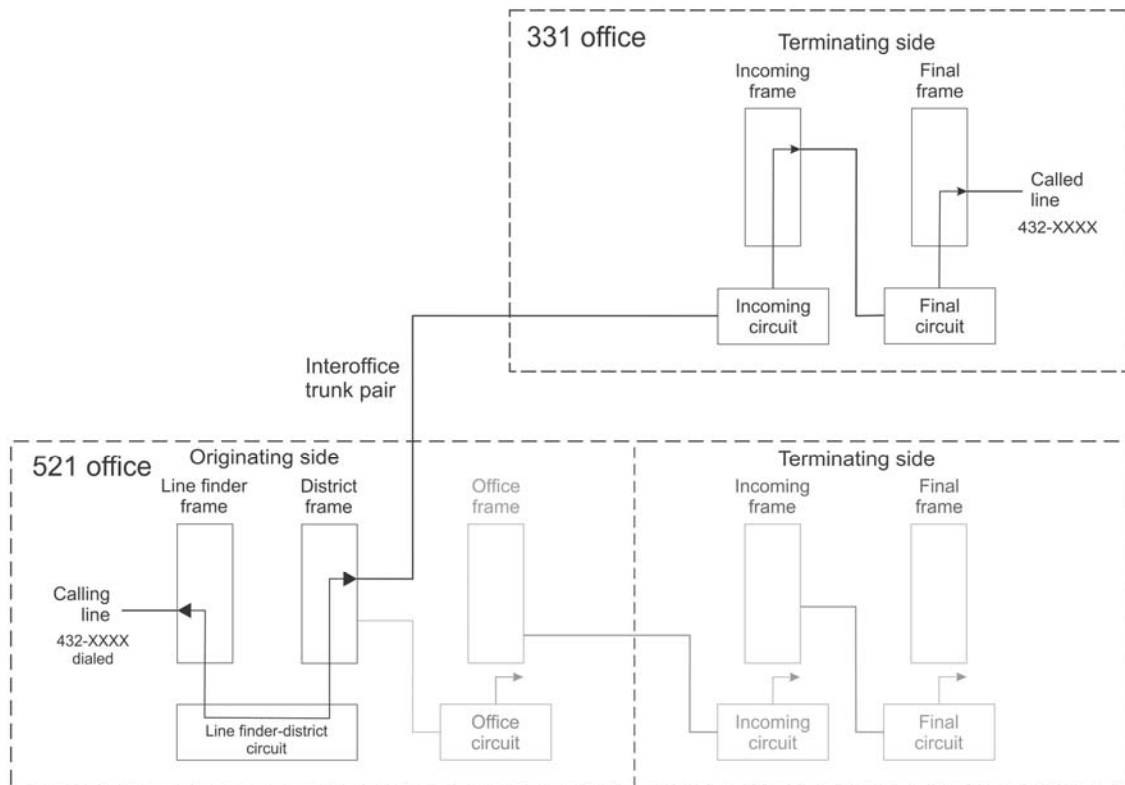 331 office
Terminating side
Incoming
frame
Final
frame
Called
line
432-XXXX
Incoming
circuit
Final
circuit
Interoffice
trunk pair
521 office
Originating side
Line finder
frame
District
frame
Office
frame
Calling
line
432-XXXX
dialed
Line finder-district
circuit
Office
circuit
Terminating side
Incoming
frame
Final
frame
Incoming
circuit
Final
circuit